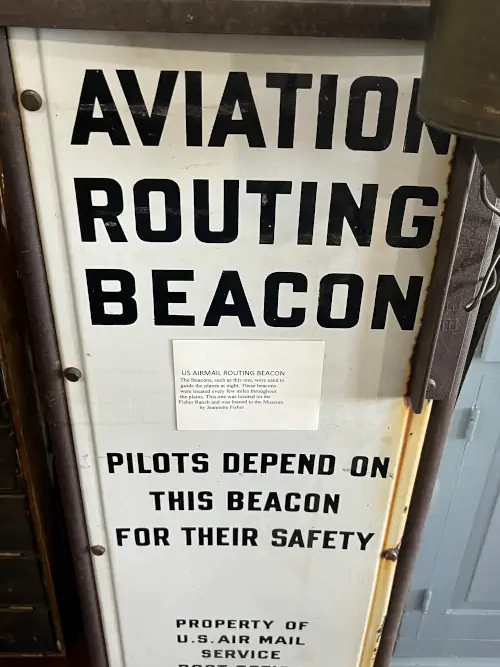 AVIATION
ROUTING
BEACON
US AIRMAIL ROUTING BEACON
The Beacons, such as this one, were used to
guide the planets at night. These beacons
were located every few miles throughout
the plains. This one was located on the
Fisher Ranch and was loaned to the Museum
by Jeannette Fisher
PILOTS DEPEND ON
THIS BEACON
FOR THEIR SAFETY
PROPERTY OF
U.S. AIR MAIL
SERVICE